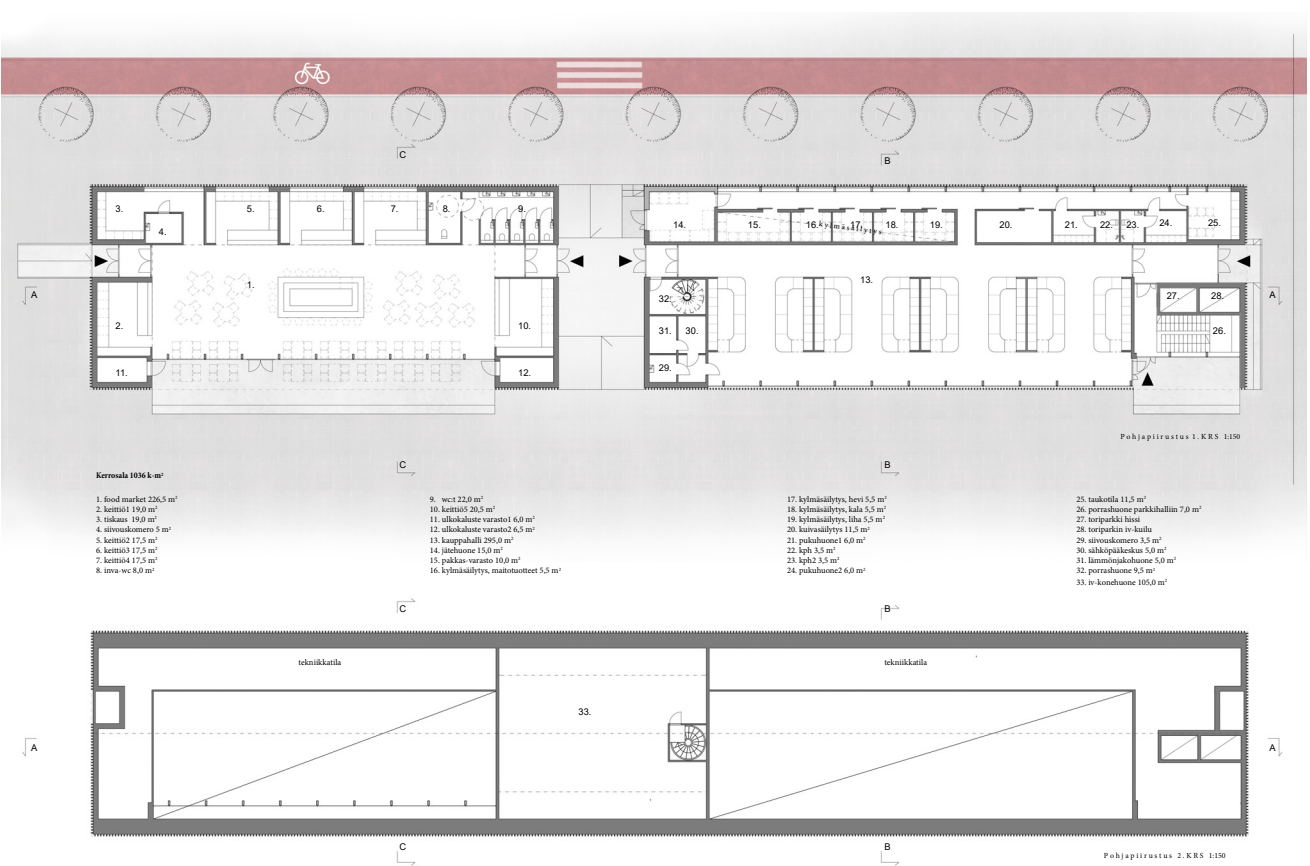 C
B
3.
4.
5.
6.
7.
8.
9.
14.
15.
16.
17.
18.
19.
kylmäsäilytys
20.
21.
22.
23.
24.
25.
A
1.
13.
2.
10.
32.
31.
30.
29.
27.
28.
26.
A
11.
12.
Pohjapiirustus 1. KRS 1:150
C
B
Kerrosala 1036 k-m²
1. food market 226,5 m²
2. keittiö1 19,0 m²
3. tiskaus 19,0 m²
4. siivouskomero 5 m²
5. keittiö2 17,5 m²
6. keittiö3 17,5 m²
7. keittiö4 17,5 m²
8. inva-wc 8,0 m²
9. wc:t 22,0 m²
10. keittiö5 20,5 m²
11. ulkokaluste varasto1 6,0 m²
12. ulkokaluste varasto2 6,5 m²
13. kauppahalli 295,0 m²
14. jätehuone 15,0 m²
15. pakkas-varasto 10,0 m²
16. kylmäsäilytys, maitotuotteet 5,5 m²
17. kylmäsäilytys, hevi 5,5 m²
18. kylmäsäilytys, kala 5,5 m²
19. kylmäsäilytys, liha 5,5 m²
20. kuivasäilytys 11,5 m²
21. pukuhuone1 6,0 m²
22. kph 3,5 m²
23. kph2 3,5 m²
24. pukuhuone2 6,0 m²
25. taukotila 11,5 m²
26. porrashuone parkkihalliin 7,0 m²
27. toriparkki hissi
28. toriparkin iv-kuilu
29. siivouskomero 3,5 m²
30. sähköpääkeskus 5,0 m²
31. lämmönjakohuone 5,0 m²
32. porrashuone 9,5 m²
33. iv-konehuone 105,0 m²
C
B
tekniikkatila
tekniikkatila
33.
A
A
C
B
Pohjapiirustus 2. KRS 1:150